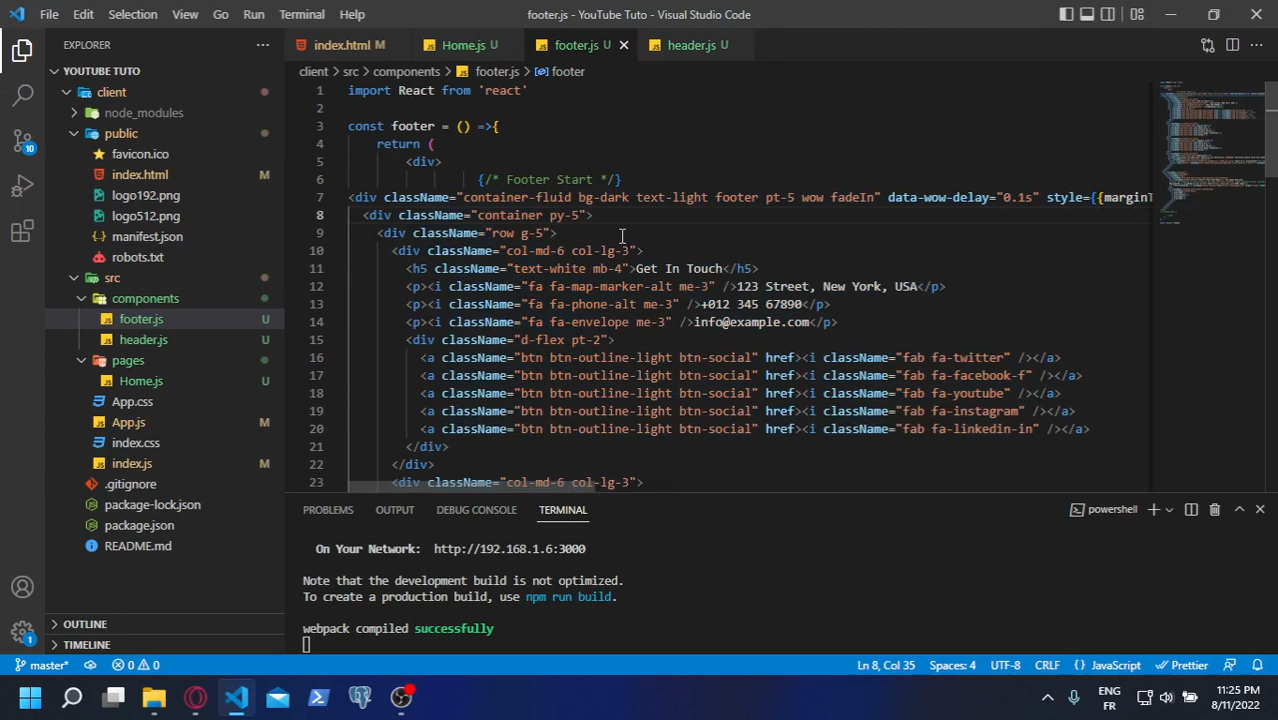 File Edit Selection View Go Run Terminal Help footer.js - YouTube Tuto - Visual Studio Code
EXPLORER
YOUTUBE TUTO
client
node_modules
public
favicon.ico
index.html
logo192.png
logo512.png
manifest.json
robots.txt
src
components
footer.js U
header.js U
pages
Home.js U
App.css
App.js M
index.css
index.js M
.gitignore
package-lock.json
package.json
README.md
OUTLINE
TIMELINE
10
1
index.html M Home.js U footer.js U header.js U
client > src > components > footer.js > footer
1 import React from 'react'
2
3 const footer = () =>{
4 return (
5 <div>
6 {/* Footer Start */}
7 <div className="container-fluid bg-dark text-light footer pt-5 wow fadeIn" data-wow-delay="0.1s" style={{marginT
8 <div className="container py-5">
9 <div className="row g-5">
10 <div className="col-md-6 col-lg-3">
11 <h5 className="text-white mb-4">Get In Touch</h5>
12 <p><i className="fa fa-map-marker-alt me-3" />123 Street, New York, USA</p>
13 <p><i className="fa fa-phone-alt me-3" />+012 345 67890</p>
14 <p><i className="fa fa-envelope me-3" />info@example.com</p>
15 <div className="d-flex pt-2">
16 <a className="btn btn-outline-light btn-social" href><i className="fab fa-twitter" /></a>
17 <a className="btn btn-outline-light btn-social" href><i className="fab fa-facebook-f" /></a>
18 <a className="btn btn-outline-light btn-social" href><i className="fab fa-youtube" /></a>
19 <a className="btn btn-outline-light btn-social" href><i className="fab fa-instagram" /></a>
20 <a className="btn btn-outline-light btn-social" href><i className="fab fa-linkedin-in" /></a>
21 </div>
22 </div>
23 <div className="col-md-6 col-lg-3">
PROBLEMS OUTPUT DEBUG CONSOLE TERMINAL powershell
On Your Network: http://192.168.1.6:3000
Note that the development build is not optimized.
To create a production build, use npm run build.
webpack compiled successfully
master* 0 0 Ln 8, Col 35 Spaces: 4 UTF-8 CRLF {} JavaScript Prettier
ENG
FR
11:25 PM
8/11/2022